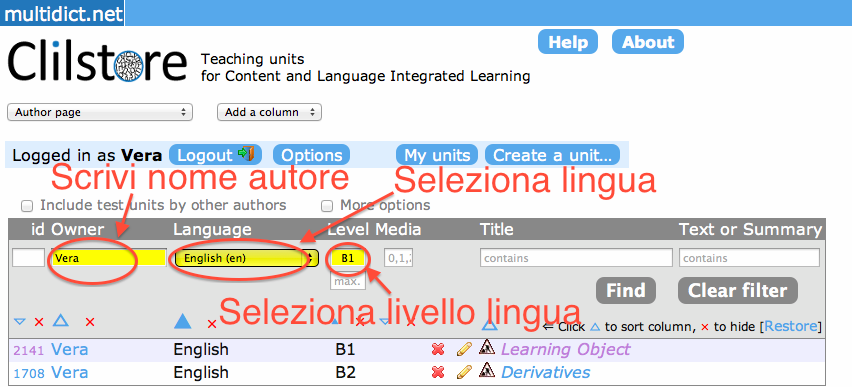 multidict.net
Help About
Clilstore Teaching units
for Content and Language Integrated Learning
Author page Add a column
Logged in as Vera Logout Options My units Create a unit...
Scrivi nome autore Seleziona lingua
Include test units by other authors More options
id Owner Language Level Media Title Text or Summary
Vera English (en) B1 0,1,2 contains contains
max.
Find Clear filter
Seleziona livello lingua
⇐ Click △ to sort column, × to hide [Restore]
2141 Vera English B1 Learning Object
1708 Vera English B2 Derivatives